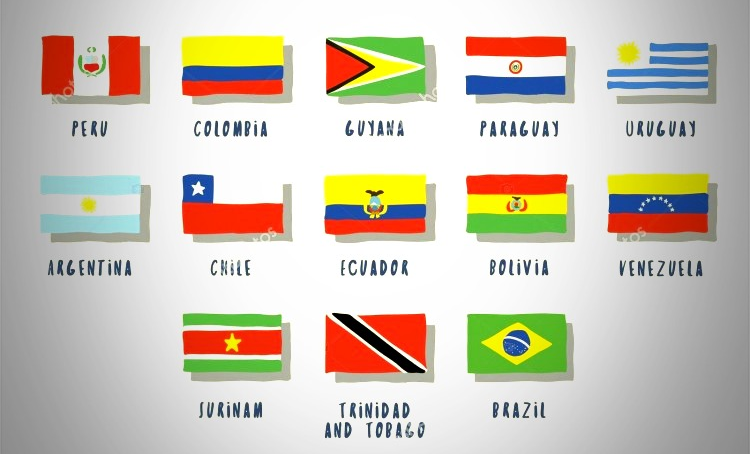 PERU
COLOMBIA
GUYANA
PARAGUAY
URUGUAY
ARGENTINA
CHILE
ECUADOR
BOLIVIA
VENEZUELA
SURINAM
TRINIDAD
AND TOBAGO
BRAZIL